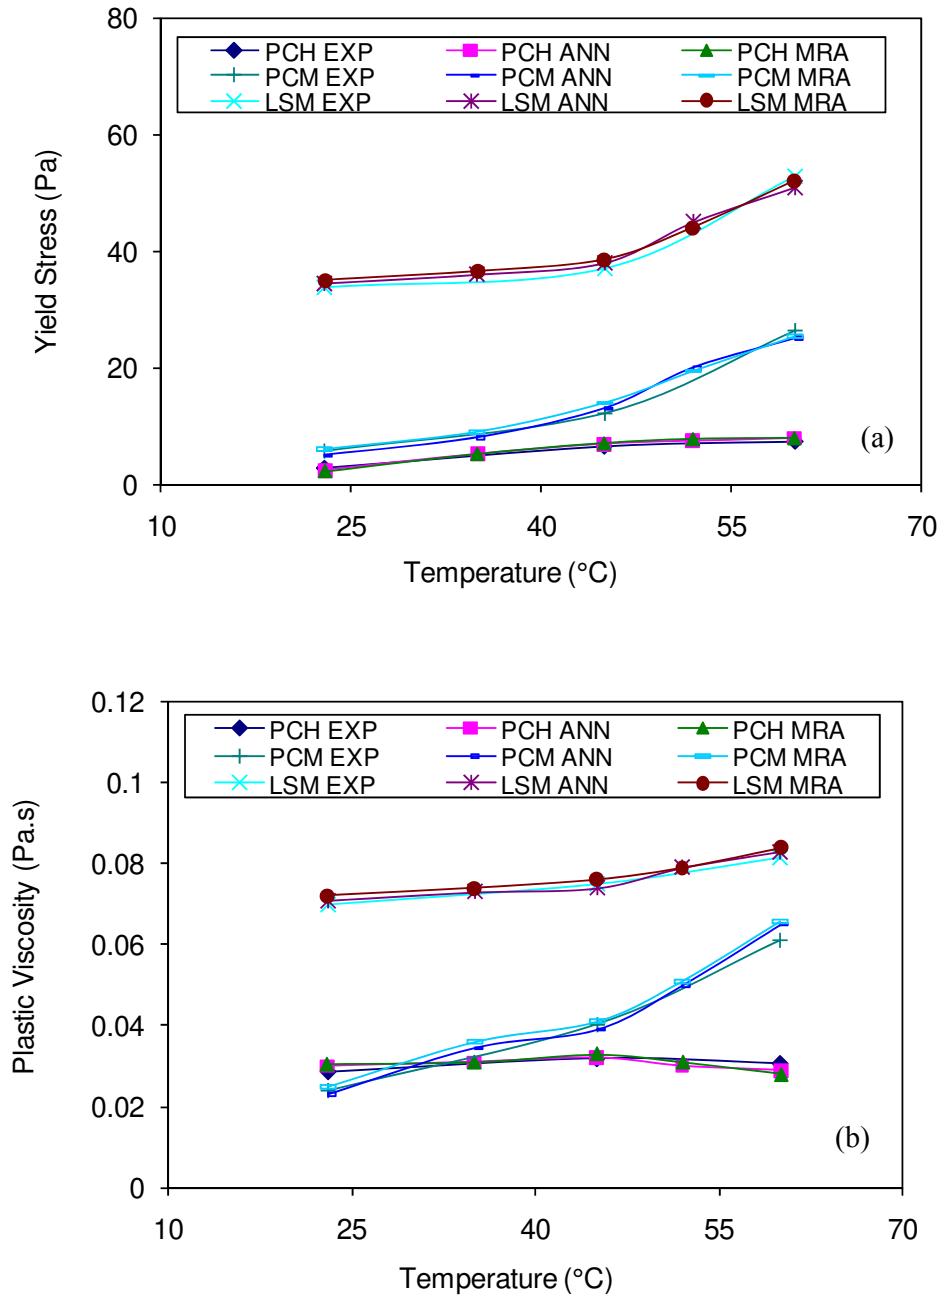 80
PCH EXP PCH ANN PCH MRA
PCM EXP PCM ANN PCM MRA
LSM EXP LSM ANN LSM MRA
60
Yield Stress (Pa)
40
20
(a)
0
10 25 40 55 70
Temperature (°C)
0.12
PCH EXP PCH ANN PCH MRA
PCM EXP PCM ANN PCM MRA
LSM EXP LSM ANN LSM MRA
0.1
0.08
Plastic Viscosity (Pa.s)
0.06
0.04
0.02
(b)
0
10 25 40 55 70
Temperature (°C)